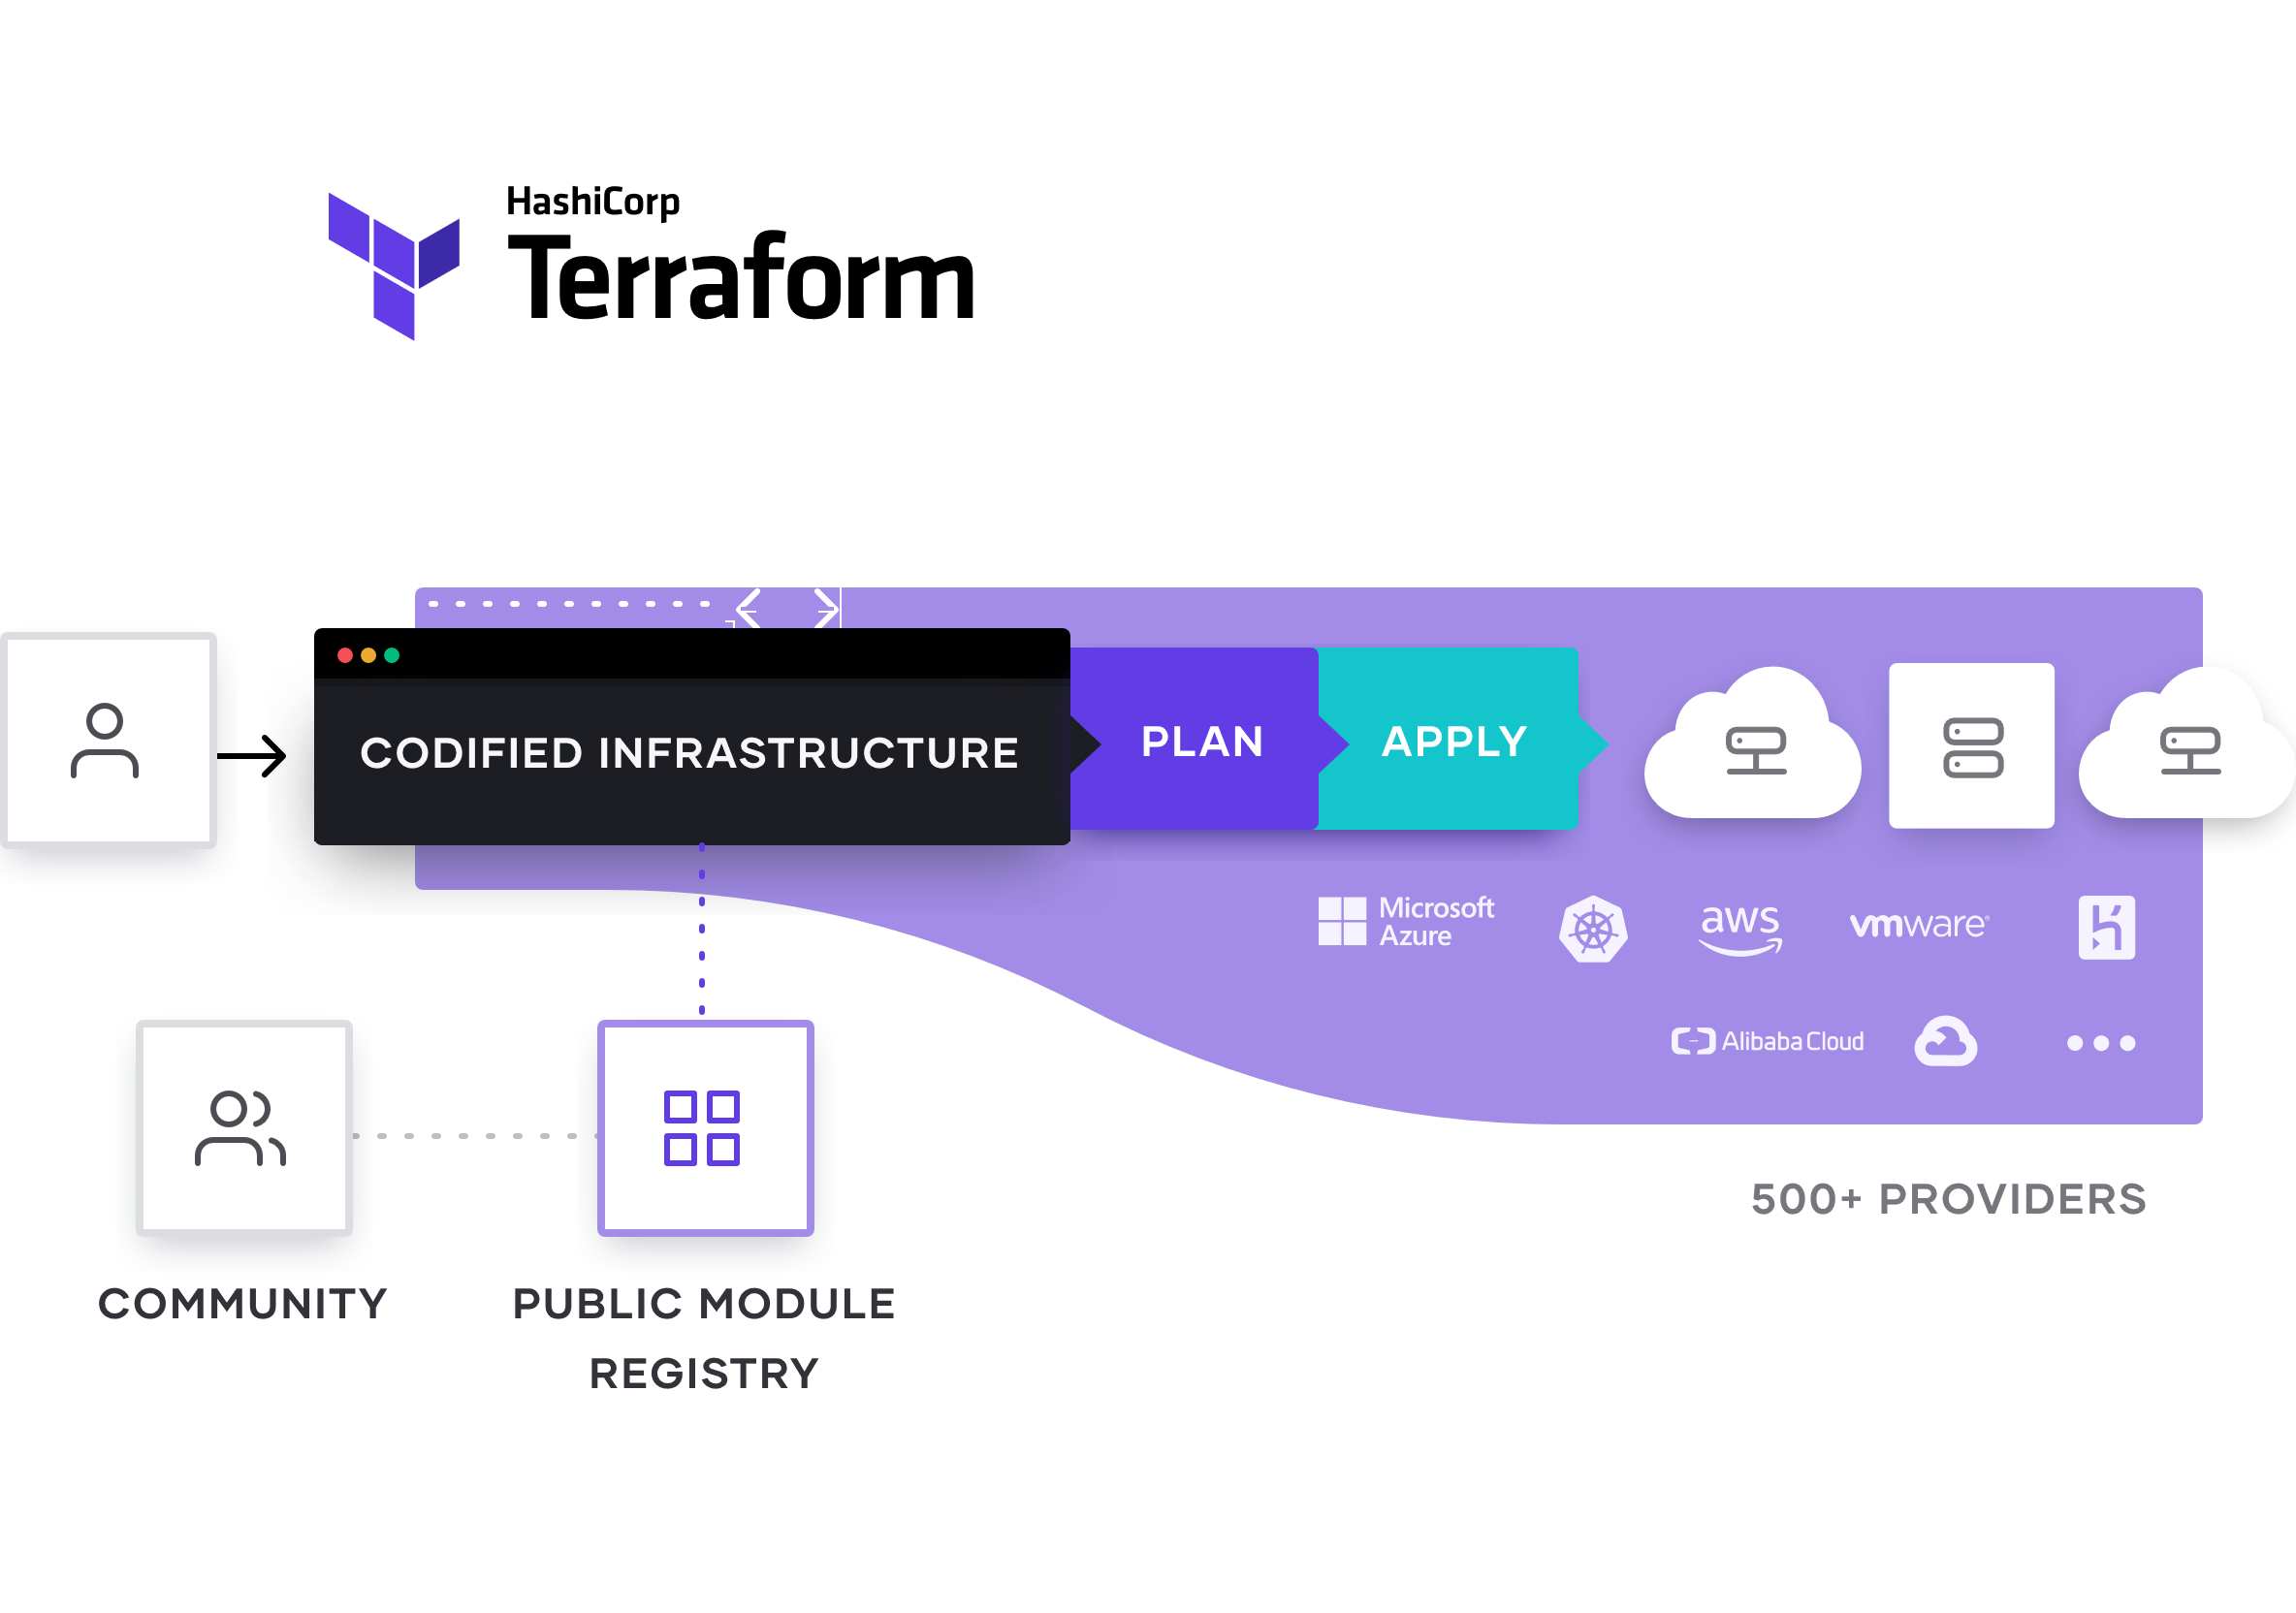 HashiCorp
Terraform
CODIFIED INFRASTRUCTURE
PLAN
APPLY
Microsoft
Azure
aws
vmware®
Alibaba Cloud
500+ PROVIDERS
COMMUNITY
PUBLIC MODULE
REGISTRY